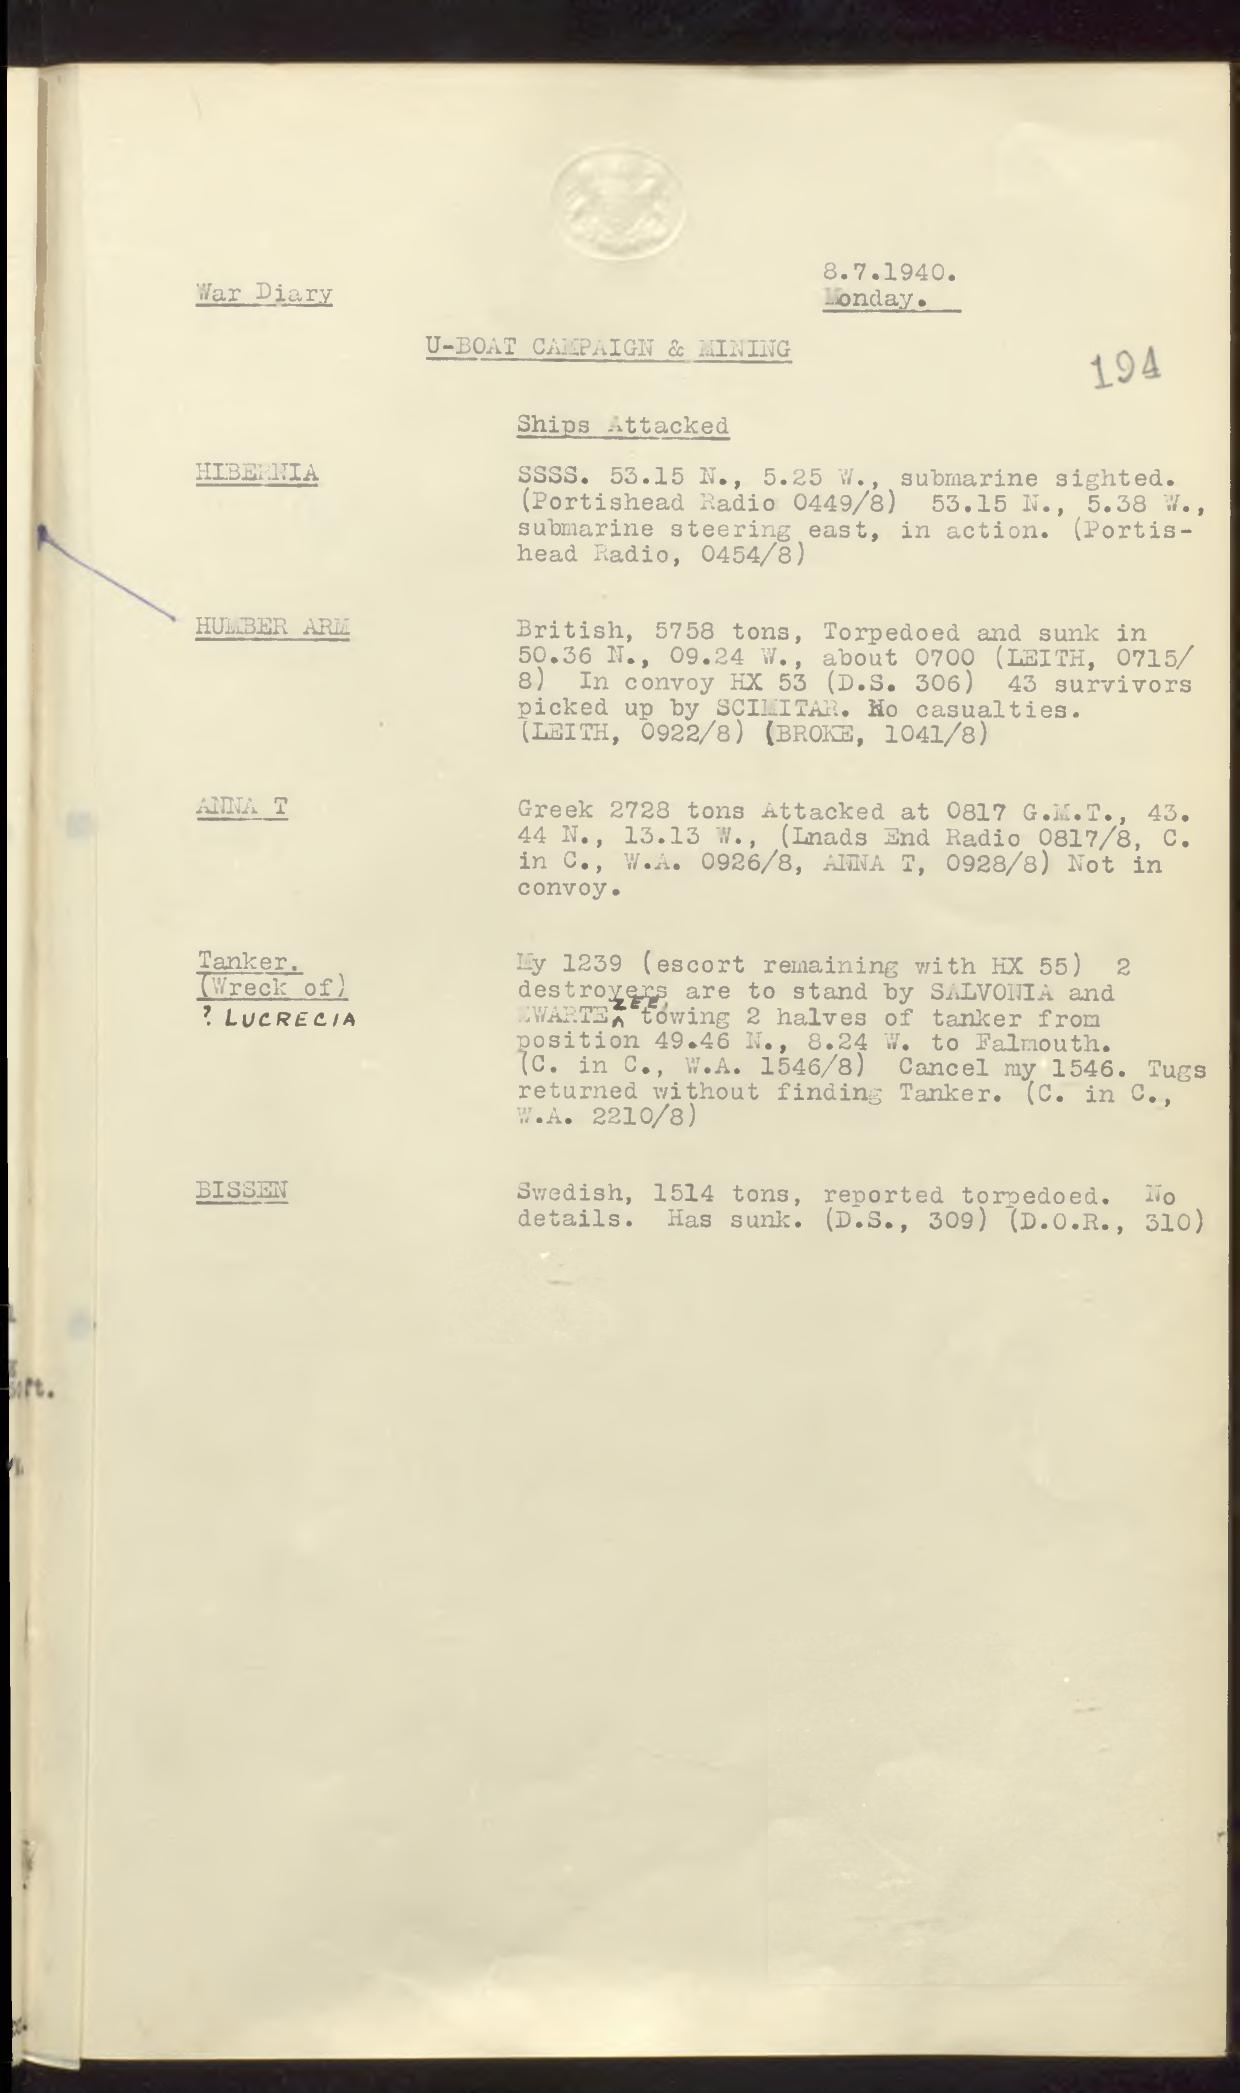 8.7.1940.
War Diary
Monday.
U-BOAT CAMPAIGN & MINING
194
Ships Attacked
HIBERNIA
SSSS. 53.15 N., 5.25 W., submarine sighted.
(Portishead Radio 0449/8) 53.15 N., 5.38 W.,
submarine steering east, in action. (Portis-
head Radio, 0454/8)
HUMBER ARM
British, 5758 tons, Torpedoed and sunk in
50.36 N., 09.24 W., about 0700 (LEITH, 0715/
8) In convoy HX 53 (D.S. 306) 43 survivors
picked up by SCIMITAR. No casualties.
(LEITH, 0922/8) (BROKE, 1041/8)
ANNA T
Greek 2728 tons Attacked at 0817 G.M.T., 43.
44 N., 13.13 W., (Lnads End Radio 0817/8, C.
in C., W.A. 0926/8, ANNA T, 0928/8) Not in
convoy.
Tanker.
(Wreck of)
? LUCRECIA
My 1239 (escort remaining with HX 55) 2
destroyers are to stand by SALVONIA and
ZWARTE ZEE, towing 2 halves of tanker from
position 49.46 N., 8.24 W. to Falmouth.
(C. in C., W.A. 1546/8) Cancel my 1546. Tugs
returned without finding Tanker. (C. in C.,
W.A. 2210/8)
BISSEN
Swedish, 1514 tons, reported torpedoed. No
details. Has sunk. (D.S., 309) (D.O.R., 310)